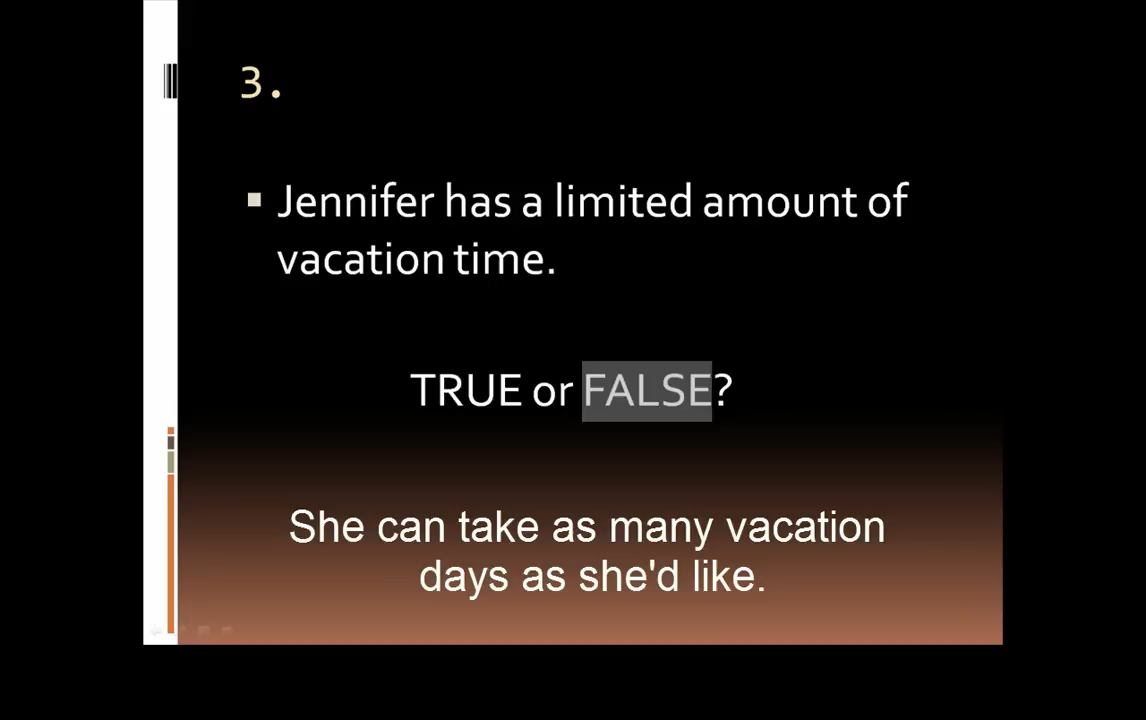 3.
Jennifer has a limited amount of
vacation time.
TRUE or FALSE?
She can take as many vacation
days as she'd like.